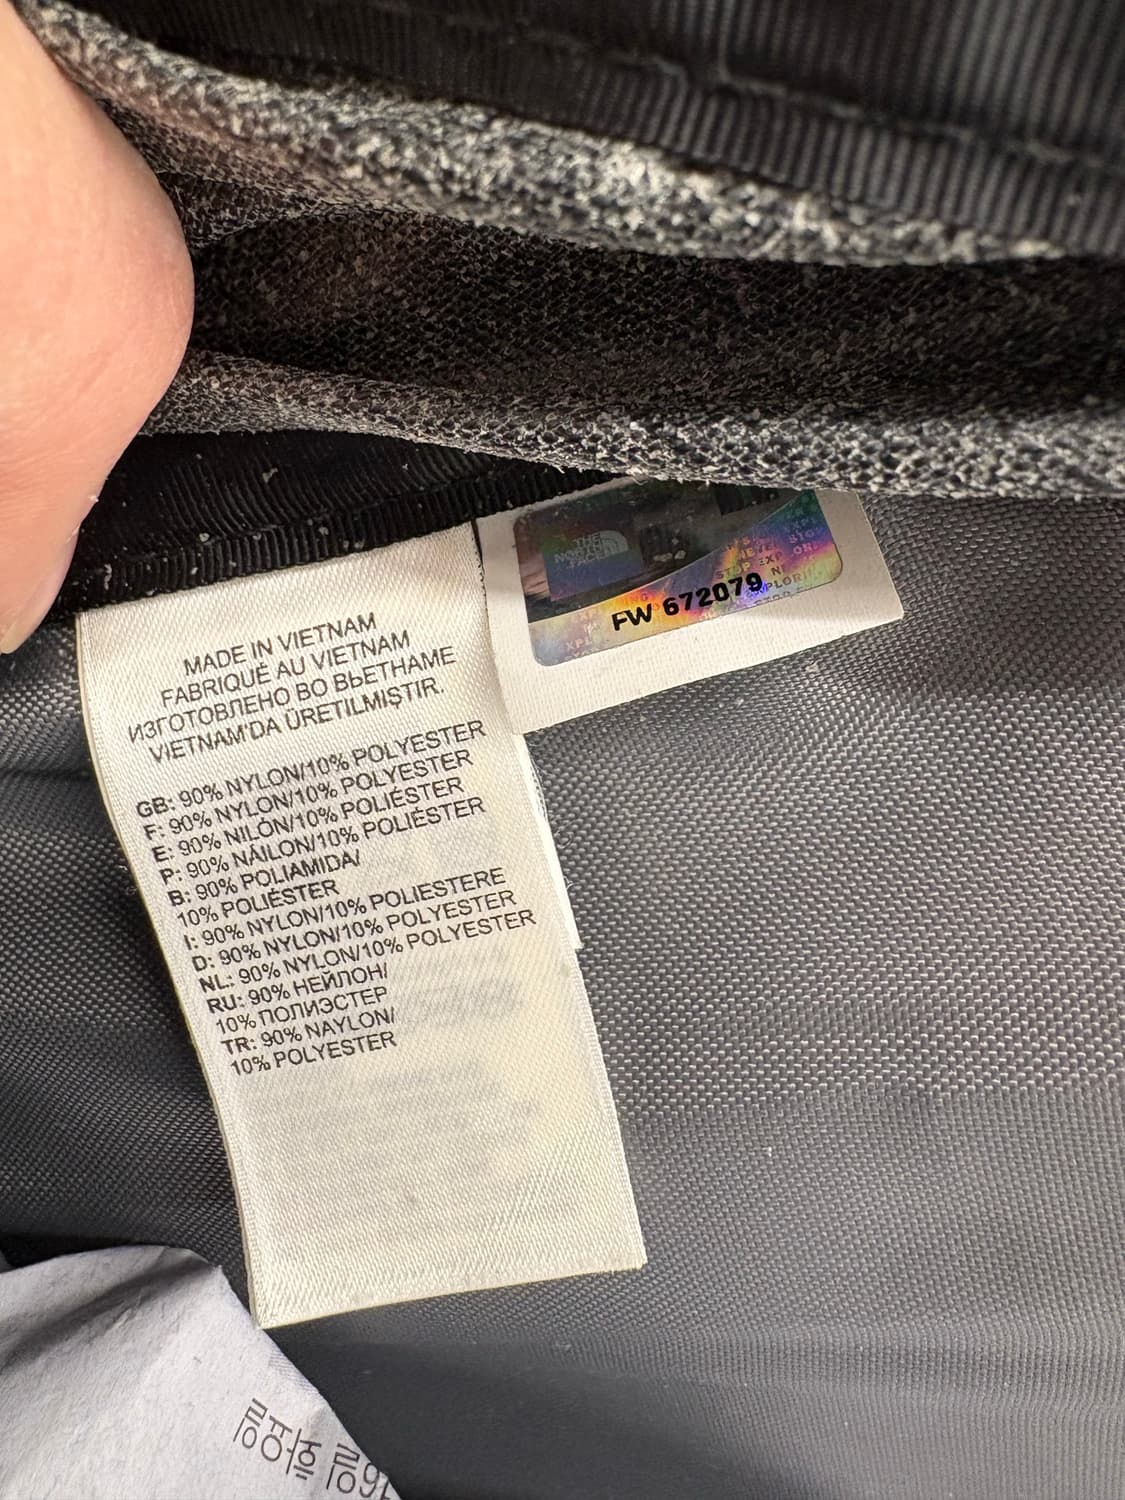 THE
NORTH
FACE
FW 672079
MADE IN VIETNAM
FABRIQUÉ AU VIETNAM
ИЗГОТОВЛЕНО ВО ВЬЕТНАМЕ
VIETNAM'DA ÜRETILMIŞTIR.
GB: 90% NYLON/10% POLYESTER
F: 90% NYLON/10% POLYESTER
E: 90% NILÓN/10% POLIÉSTER
P: 90% NÁILON/10% POLIÉSTER
B: 90% POLIAMIDA/
10% POLIÉSTER
I: 90% NYLON/10% POLIESTERE
D: 90% NYLON/10% POLYESTER
NL: 90% NYLON/10% POLYESTER
RU: 90% НЕЙЛОН/
10% ПОЛИЭСТЕР
TR: 90% NAYLON/
10% POLYESTER